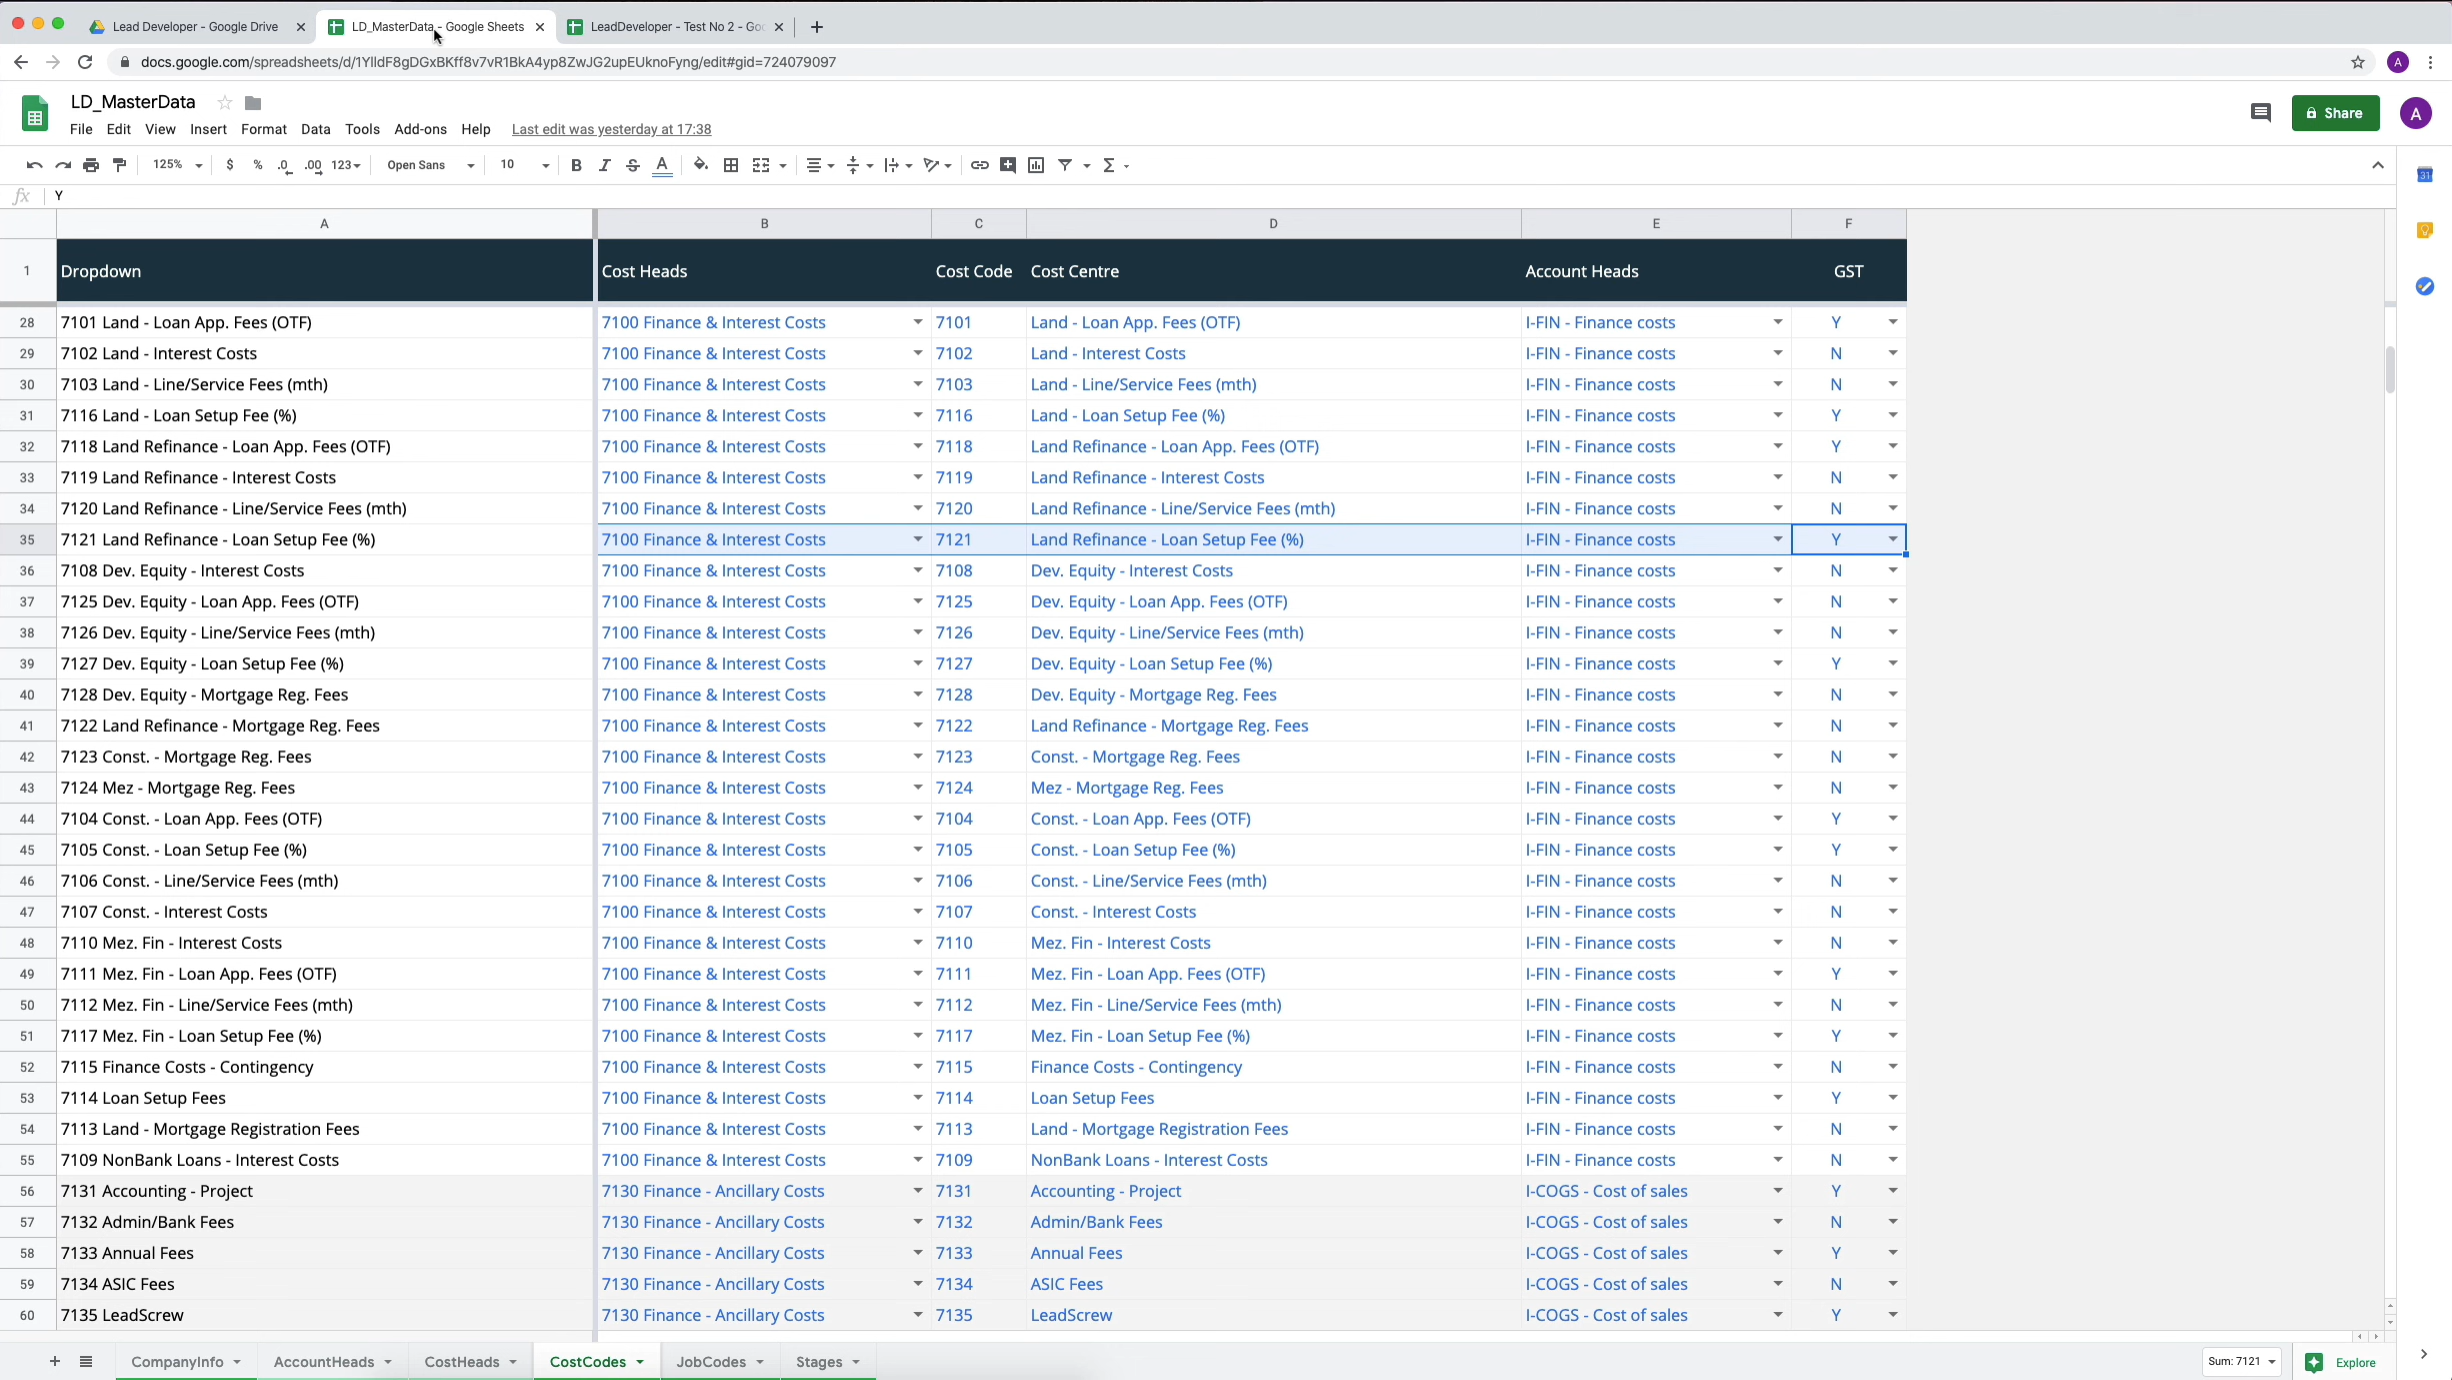 Lead Developer - Google Drive
LD_MasterData - Google Sheets
LeadDeveloper - Test No 2 - Goo
docs.google.com/spreadsheets/d/1YlldF8gDGxBKff8v7vR1BkA4yp8ZwJG2upEUknoFyng/edit#gid=724079097
A
LD_MasterData
Share
A
File Edit View Insert Format Data Tools Add-ons Help Last edit was yesterday at 17:38
125% $ % .0 .00 123 Open Sans 10 B I S A Σ
31
fx Y
A B C D E F
1 Dropdown Cost Heads Cost Code Cost Centre Account Heads GST
28 7101 Land - Loan App. Fees (OTF) 7100 Finance & Interest Costs 7101 Land - Loan App. Fees (OTF) I-FIN - Finance costs Y
29 7102 Land - Interest Costs 7100 Finance & Interest Costs 7102 Land - Interest Costs I-FIN - Finance costs N
30 7103 Land - Line/Service Fees (mth) 7100 Finance & Interest Costs 7103 Land - Line/Service Fees (mth) I-FIN - Finance costs N
31 7116 Land - Loan Setup Fee (%) 7100 Finance & Interest Costs 7116 Land - Loan Setup Fee (%) I-FIN - Finance costs Y
32 7118 Land Refinance - Loan App. Fees (OTF) 7100 Finance & Interest Costs 7118 Land Refinance - Loan App. Fees (OTF) I-FIN - Finance costs Y
33 7119 Land Refinance - Interest Costs 7100 Finance & Interest Costs 7119 Land Refinance - Interest Costs I-FIN - Finance costs N
34 7120 Land Refinance - Line/Service Fees (mth) 7100 Finance & Interest Costs 7120 Land Refinance - Line/Service Fees (mth) I-FIN - Finance costs N
35 7121 Land Refinance - Loan Setup Fee (%) 7100 Finance & Interest Costs 7121 Land Refinance - Loan Setup Fee (%) I-FIN - Finance costs Y
36 7108 Dev. Equity - Interest Costs 7100 Finance & Interest Costs 7108 Dev. Equity - Interest Costs I-FIN - Finance costs N
37 7125 Dev. Equity - Loan App. Fees (OTF) 7100 Finance & Interest Costs 7125 Dev. Equity - Loan App. Fees (OTF) I-FIN - Finance costs N
38 7126 Dev. Equity - Line/Service Fees (mth) 7100 Finance & Interest Costs 7126 Dev. Equity - Line/Service Fees (mth) I-FIN - Finance costs N
39 7127 Dev. Equity - Loan Setup Fee (%) 7100 Finance & Interest Costs 7127 Dev. Equity - Loan Setup Fee (%) I-FIN - Finance costs Y
40 7128 Dev. Equity - Mortgage Reg. Fees 7100 Finance & Interest Costs 7128 Dev. Equity - Mortgage Reg. Fees I-FIN - Finance costs N
41 7122 Land Refinance - Mortgage Reg. Fees 7100 Finance & Interest Costs 7122 Land Refinance - Mortgage Reg. Fees I-FIN - Finance costs N
42 7123 Const. - Mortgage Reg. Fees 7100 Finance & Interest Costs 7123 Const. - Mortgage Reg. Fees I-FIN - Finance costs N
43 7124 Mez - Mortgage Reg. Fees 7100 Finance & Interest Costs 7124 Mez - Mortgage Reg. Fees I-FIN - Finance costs N
44 7104 Const. - Loan App. Fees (OTF) 7100 Finance & Interest Costs 7104 Const. - Loan App. Fees (OTF) I-FIN - Finance costs Y
45 7105 Const. - Loan Setup Fee (%) 7100 Finance & Interest Costs 7105 Const. - Loan Setup Fee (%) I-FIN - Finance costs Y
46 7106 Const. - Line/Service Fees (mth) 7100 Finance & Interest Costs 7106 Const. - Line/Service Fees (mth) I-FIN - Finance costs N
47 7107 Const. - Interest Costs 7100 Finance & Interest Costs 7107 Const. - Interest Costs I-FIN - Finance costs N
48 7110 Mez. Fin - Interest Costs 7100 Finance & Interest Costs 7110 Mez. Fin - Interest Costs I-FIN - Finance costs N
49 7111 Mez. Fin - Loan App. Fees (OTF) 7100 Finance & Interest Costs 7111 Mez. Fin - Loan App. Fees (OTF) I-FIN - Finance costs Y
50 7112 Mez. Fin - Line/Service Fees (mth) 7100 Finance & Interest Costs 7112 Mez. Fin - Line/Service Fees (mth) I-FIN - Finance costs N
51 7117 Mez. Fin - Loan Setup Fee (%) 7100 Finance & Interest Costs 7117 Mez. Fin - Loan Setup Fee (%) I-FIN - Finance costs Y
52 7115 Finance Costs - Contingency 7100 Finance & Interest Costs 7115 Finance Costs - Contingency I-FIN - Finance costs N
53 7114 Loan Setup Fees 7100 Finance & Interest Costs 7114 Loan Setup Fees I-FIN - Finance costs Y
54 7113 Land - Mortgage Registration Fees 7100 Finance & Interest Costs 7113 Land - Mortgage Registration Fees I-FIN - Finance costs N
55 7109 NonBank Loans - Interest Costs 7100 Finance & Interest Costs 7109 NonBank Loans - Interest Costs I-FIN - Finance costs N
56 7131 Accounting - Project 7130 Finance - Ancillary Costs 7131 Accounting - Project I-COGS - Cost of sales Y
57 7132 Admin/Bank Fees 7130 Finance - Ancillary Costs 7132 Admin/Bank Fees I-COGS - Cost of sales N
58 7133 Annual Fees 7130 Finance - Ancillary Costs 7133 Annual Fees I-COGS - Cost of sales Y
59 7134 ASIC Fees 7130 Finance - Ancillary Costs 7134 ASIC Fees I-COGS - Cost of sales N
60 7135 LeadScrew 7130 Finance - Ancillary Costs 7135 LeadScrew I-COGS - Cost of sales Y
CompanyInfo AccountHeads CostHeads CostCodes JobCodes Stages Sum: 7121 Explore